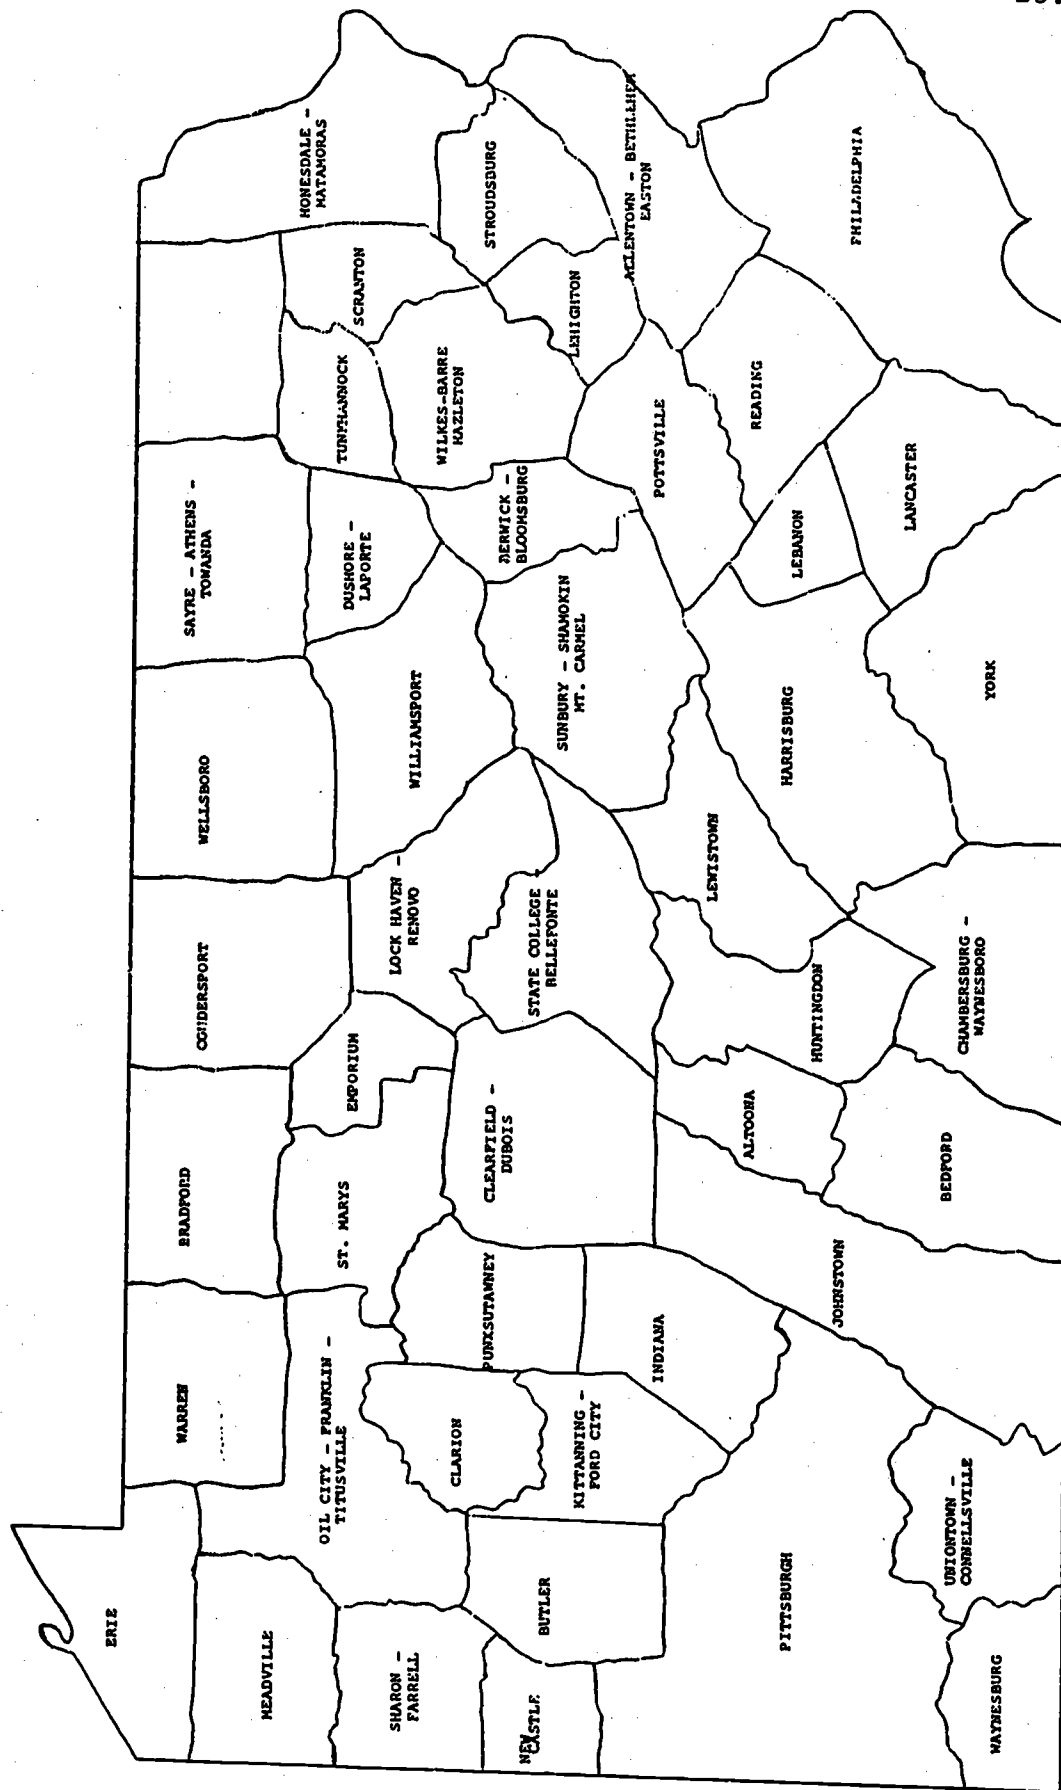 ERIE
MEADVILLE
SHARON -
FARRELL
NEW
CASTLE
BUTLER
PITTSBURGH
WAYNESBURG
UNIONTOWN -
CONNELLSVILLE
WARREN
OIL CITY - FRANKLIN -
TITUSVILLE
CLARION
KITTANNING -
FORD CITY
INDIANA
PUNXSUTAWNEY
JOHNSTOWN
BRADFORD
ST. MARYS
CLEARFIELD -
DUBOIS
ALTOONA
BEDFORD
COUDERSPORT
EMPORIUM
LOCK HAVEN -
RENOVO
STATE COLLEGE
BELLEFONTE
HUNTINGDON
CHAMBERSBURG -
WAYNESBORO
WELLSBORO
WILLIAMSPORT
LEWISTOWN
HARRISBURG
YORK
SAYRE - ATHENS -
TOWANDA
DUSHORE -
LAPORTE
BERWICK -
BLOOMSBURG
SUNBURY - SHAMOKIN
MT. CARMEL
LEBANON
LANCASTER
TUNKHANNOCK
SCRANTON
WILKES-BARRE
HAZLETON
LEHIGHTON
POTTSVILLE
READING
HONESDALE -
MATAMORAS
STROUDSBURG
ALLENTOWN - BETHLEHEM
EASTON
PHILADELPHIA